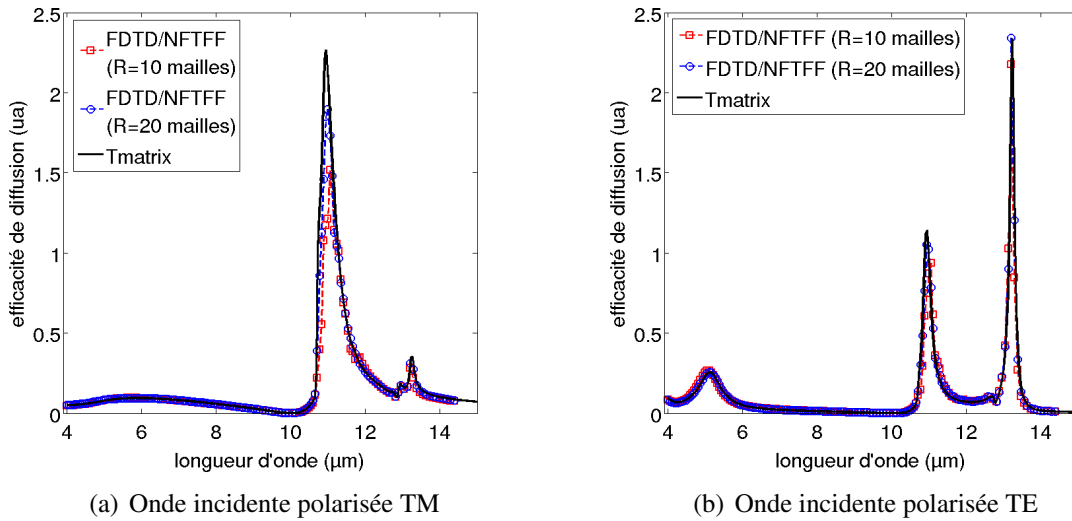 2.5
2
1.5
1
0.5
0
efficacité de diffusion (ua)
FDTD/NFTFF
(R=10 mailles)
FDTD/NFTFF
(R=20 mailles)
Tmatrix
4 6 8 10 12 14
longueur d'onde (µm)
(a) Onde incidente polarisée TM
2.5
2
1.5
1
0.5
0
efficacité de diffusion (ua)
FDTD/NFTFF (R=10 mailles)
FDTD/NFTFF (R=20 mailles)
Tmatrix
4 6 8 10 12 14
longueur d'onde (µm)
(b) Onde incidente polarisée TE